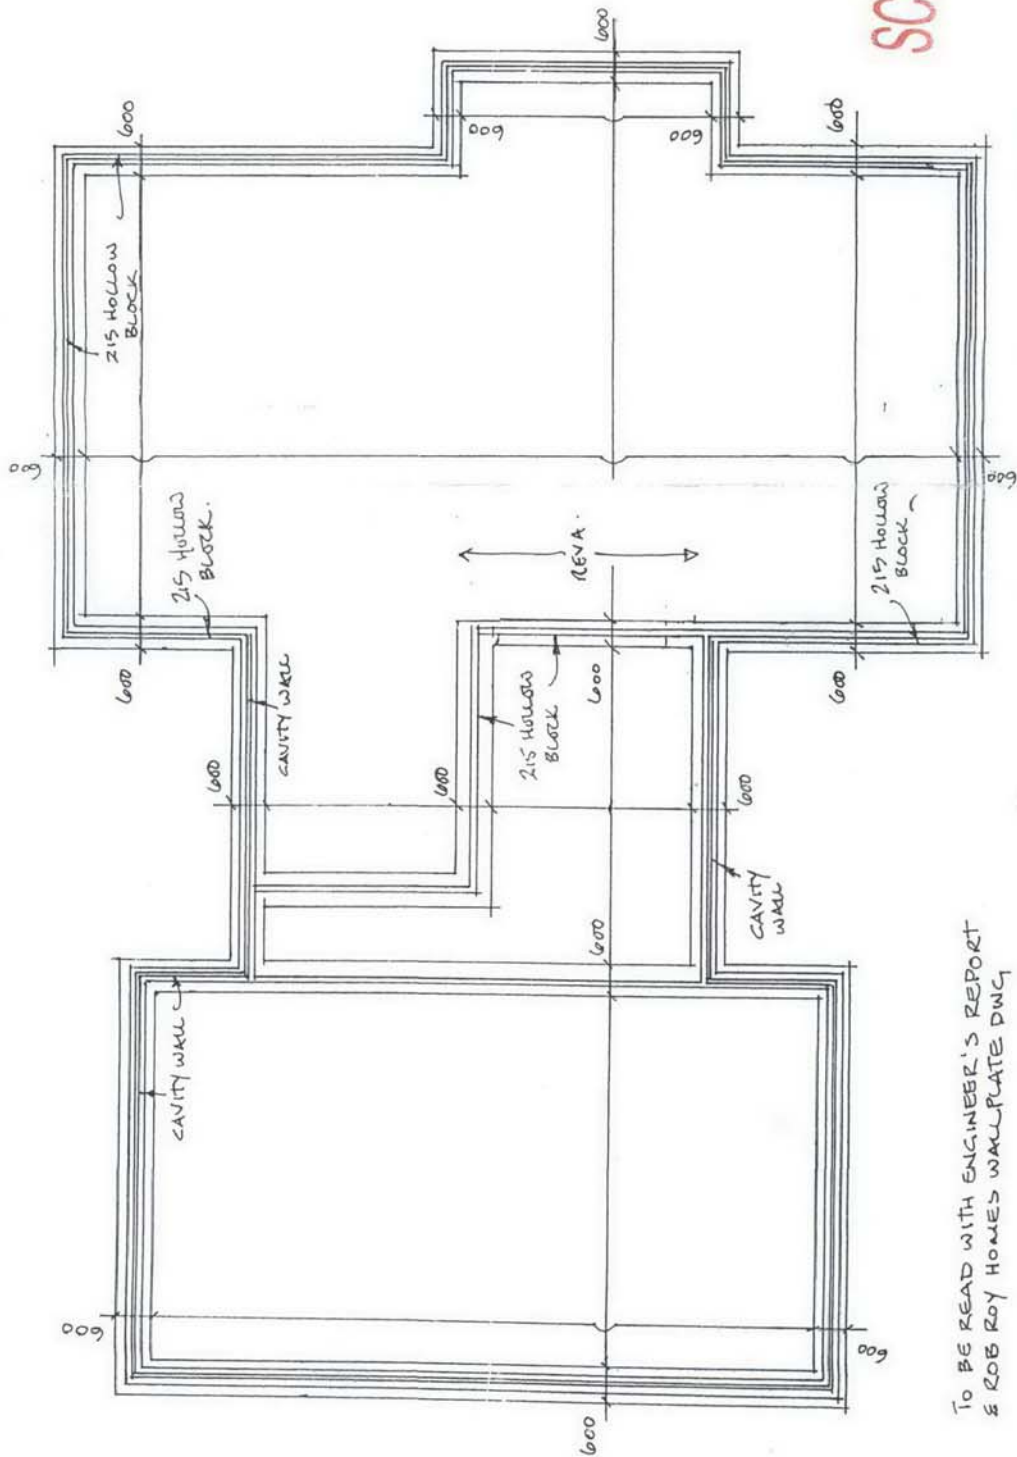 SC
600
600
600
600
600
215 HOLLOW
BLOCK
600
215 HOLLOW
BLOCK.
REV A.
215 HOLLOW
BLOCK
600
600
600
600
CAVITY WALL
600
600
215 HOLLOW
BLOCK
600
600
CAVITY
WALL
CAVITY WALL
600
600
600
TO BE READ WITH ENGINEER'S REPORT
& ROB ROY HOMES WALLPLATE DWG